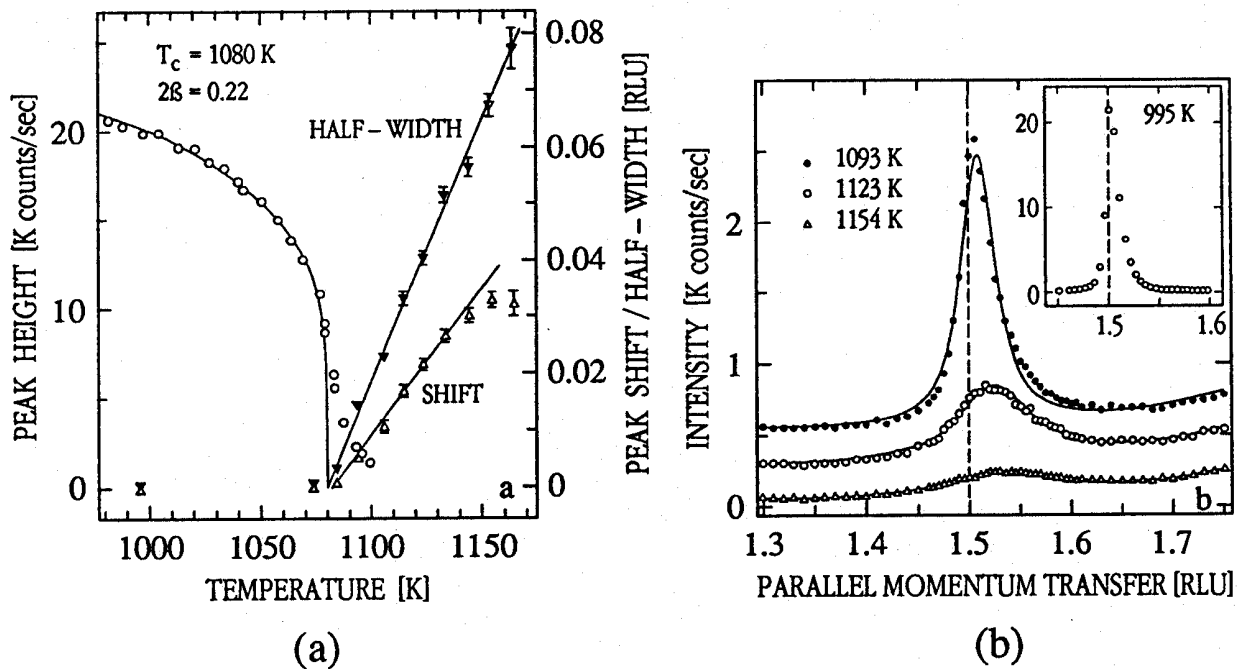 T_c = 1080 K
2ß = 0.22
HALF – WIDTH
SHIFT
a
PEAK HEIGHT [K counts/sec]
20
10
0
PEAK SHIFT / HALF – WIDTH [RLU]
0.08
0.06
0.04
0.02
0
1000 1050 1100 1150
TEMPERATURE [K]
(a)
INTENSITY [K counts/sec]
2
1
0
1093 K
1123 K
1154 K
995 K
20
10
0
1.5 1.6
b
1.3 1.4 1.5 1.6 1.7
PARALLEL MOMENTUM TRANSFER [RLU]
(b)